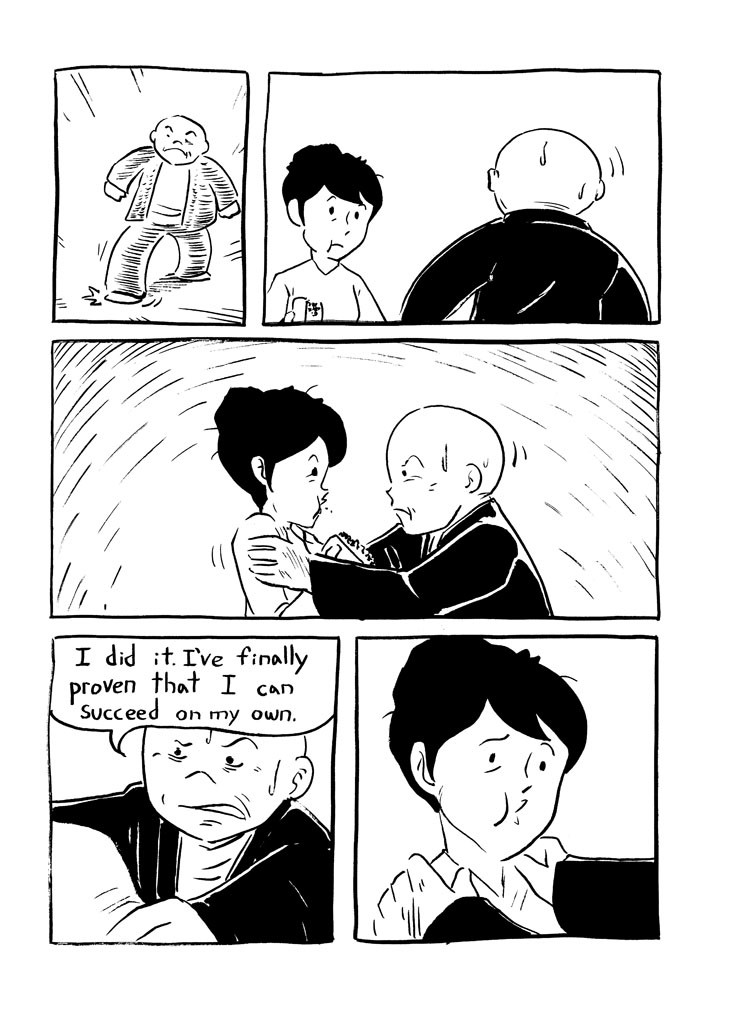 I did it. I've finally
proven that I can
succeed on my own.